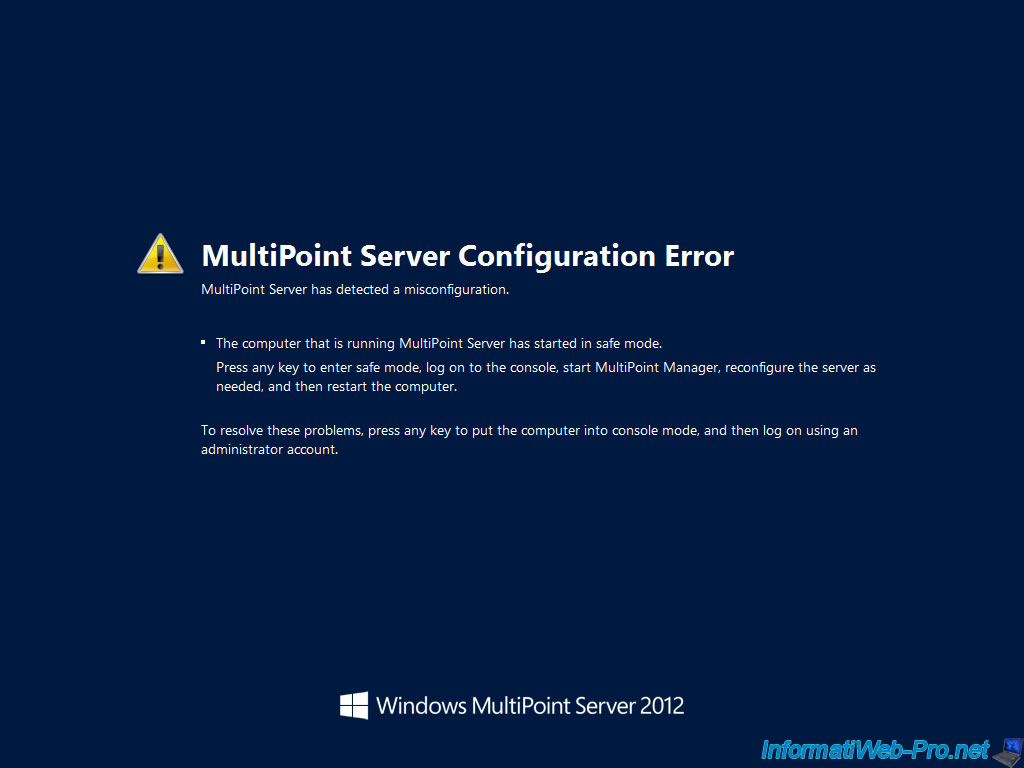 MultiPoint Server Configuration Error
MultiPoint Server has detected a misconfiguration.
The computer that is running MultiPoint Server has started in safe mode.
Press any key to enter safe mode, log on to the console, start MultiPoint Manager, reconfigure the server as
needed, and then restart the computer.
To resolve these problems, press any key to put the computer into console mode, and then log on using an
administrator account.
Windows MultiPoint Server 2012
InformatiWeb-Pro.net